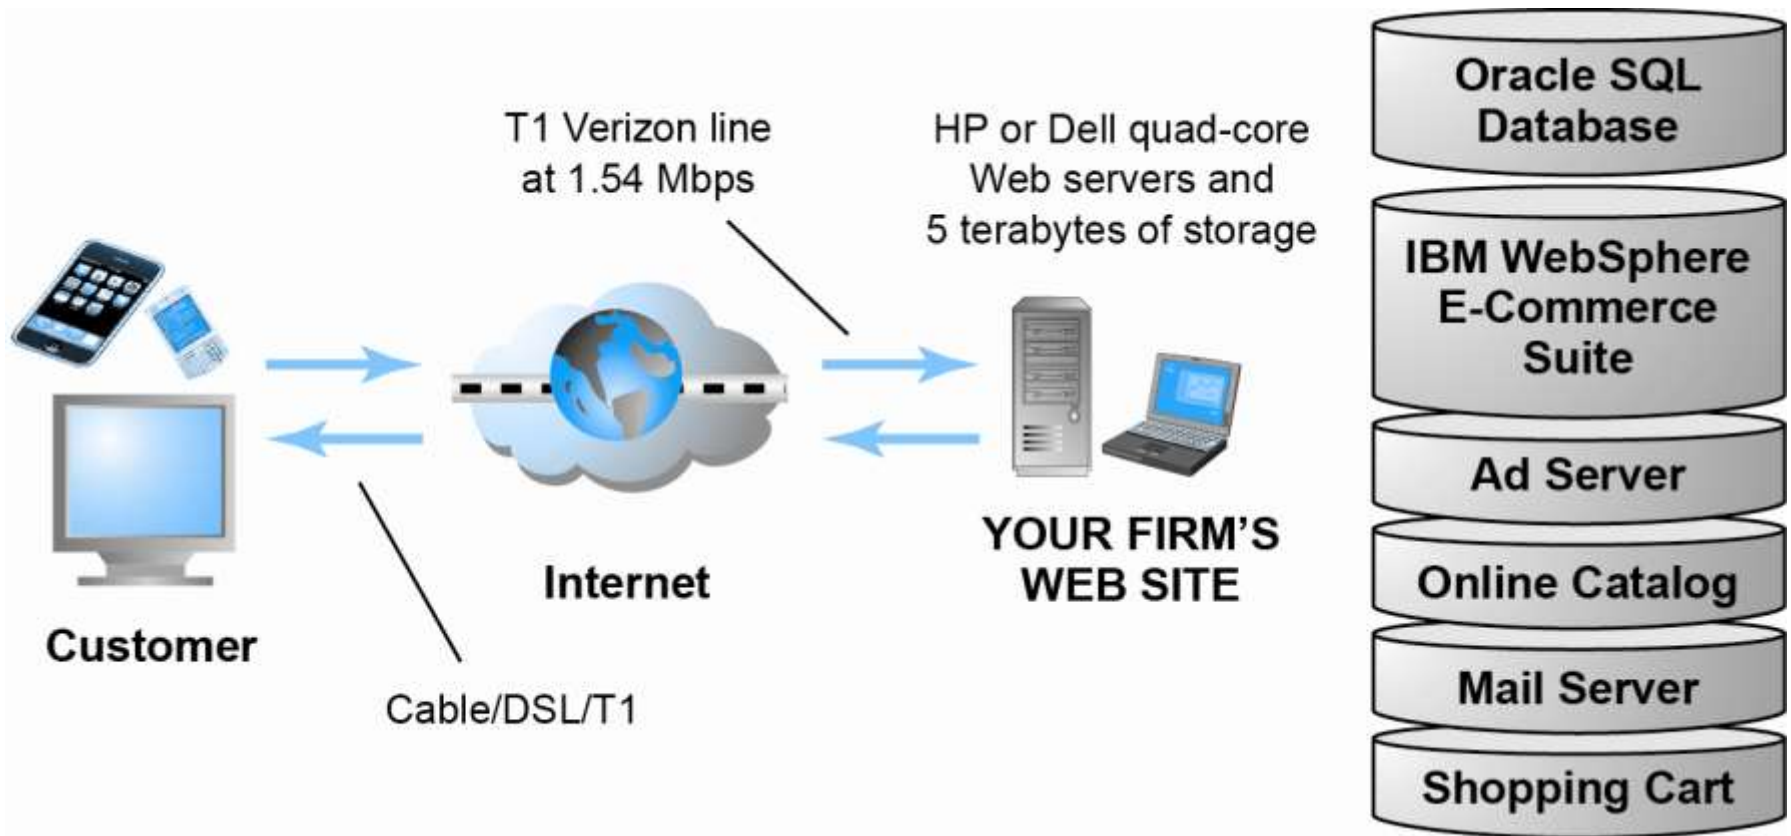 T1 Verizon line
at 1.54 Mbps
HP or Dell quad-core
Web servers and
5 terabytes of storage
Customer
Cable/DSL/T1
Internet
YOUR FIRM'S
WEB SITE
Oracle SQL
Database
IBM WebSphere
E-Commerce
Suite
Ad Server
Online Catalog
Mail Server
Shopping Cart